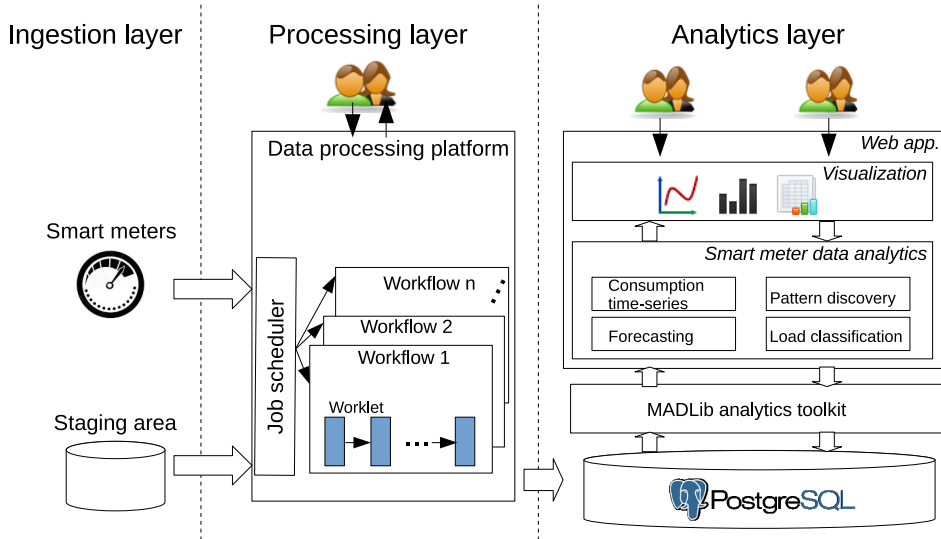 Ingestion layer
Processing layer
Analytics layer
Smart meters
Staging area
Data processing platform
Job scheduler
Workflow n
Workflow 2
Workflow 1
Worklet
Web app.
Visualization
Smart meter data analytics
Consumption
time-series
Pattern discovery
Forecasting
Load classification
MADLib analytics toolkit
PostgreSQL